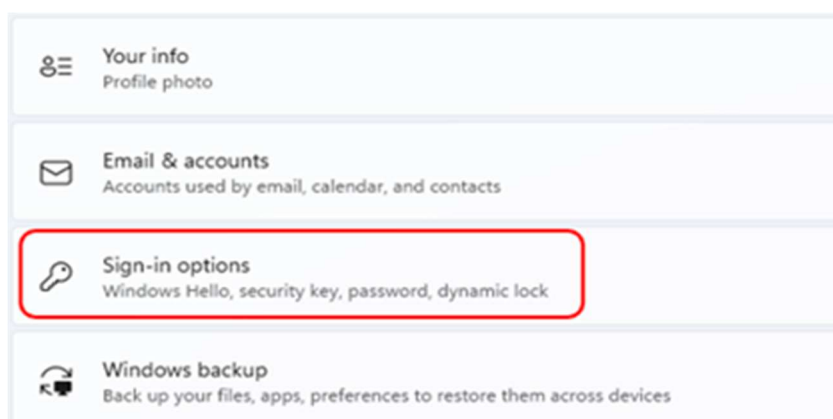 Your info
Profile photo
Email & accounts
Accounts used by email, calendar, and contacts
Sign-in options
Windows Hello, security key, password, dynamic lock
Windows backup
Back up your files, apps, preferences to restore them across devices